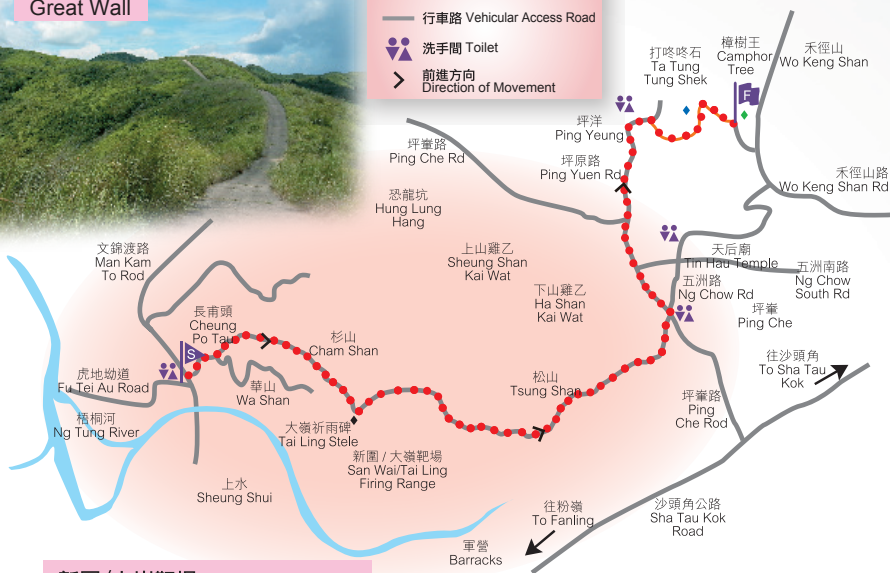 Great Wall
行車路 Vehicular Access Road
洗手間 Toilet
前進方向
Direction of Movement
打咚咚石
Ta Tung
Tung Shek
樟樹王
Camphor
Tree
禾徑山
Wo Keng Shan
F
坪洋
Ping Yeung
坪輋路
Ping Che Rd
坪原路
Ping Yuen Rd
禾徑山路
Wo Keng Shan Rd
恐龍坑
Hung Lung
Hang
文錦渡路
Man Kam
To Rod
上山雞乙
Sheung Shan
Kai Wat
天后廟
Tin Hau Temple
五洲南路
Ng Chow
South Rd
五洲路
Ng Chow Rd
下山雞乙
Ha Shan
Kai Wat
坪輋
Ping Che
長甫頭
Cheung
Po Tau
S
杉山
Cham Shan
往沙頭角
To Sha Tau
Kok
虎地坳道
Fu Tei Au Road
華山
Wa Shan
松山
Tsung Shan
坪輋路
Ping
Che Rod
梧桐河
Ng Tung River
大嶺祈雨碑
Tai Ling Stele
新圍 / 大嶺靶場
San Wai/Tai Ling
Firing Range
上水
Sheung Shui
往粉嶺
To Fanling
沙頭角公路
Sha Tau Kok
Road
軍營
Barracks